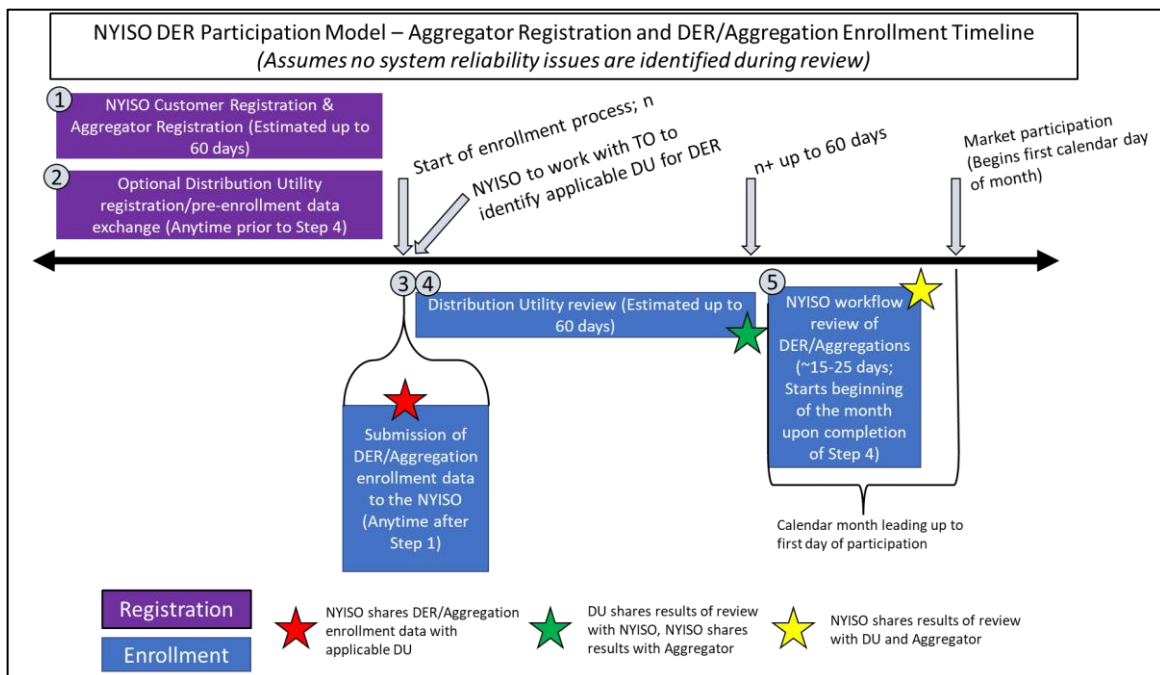 NYISO DER Participation Model – Aggregator Registration and DER/Aggregation Enrollment Timeline
(Assumes no system reliability issues are identified during review)
1
NYISO Customer Registration &
Aggregator Registration (Estimated up to
60 days)
2
Optional Distribution Utility
registration/pre-enrollment data
exchange (Anytime prior to Step 4)
Start of enrollment process; n
NYISO to work with TO to
identify applicable DU for DER
n+ up to 60 days
Market participation
(Begins first calendar day
of month)
3
4
Distribution Utility review (Estimated up to
60 days)
5
NYISO workflow
review of
DER/Aggregations
(~15-25 days;
Starts beginning
of the month
upon completion
of Step 4)
Submission of
DER/Aggregation
enrollment data
to the NYISO
(Anytime after
Step 1)
Calendar month leading up to
first day of participation
Registration
Enrollment
NYISO shares DER/Aggregation
enrollment data with
applicable DU
DU shares results of review
with NYISO, NYISO shares
results with Aggregator
NYISO shares results of review
with DU and Aggregator